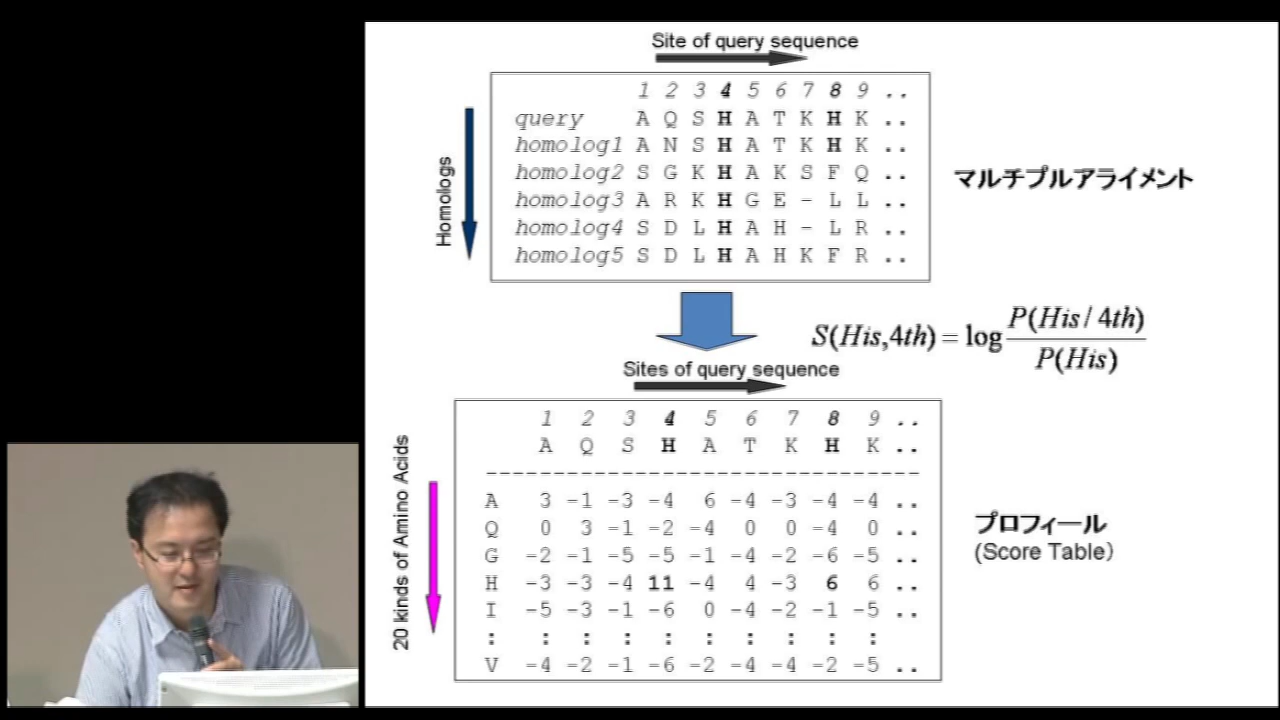 Site of query sequence
1 2 3 4 5 6 7 8 9 ..
query A Q S H A T K H K ..
homolog1 A N S H A T K H K ..
homolog2 S G K H A K S F Q ..
homolog3 A R K H G E - L L ..
homolog4 S D L H A H - L R ..
homolog5 S D L H A H K F R ..
Homologs
マルチプルアライメント
S(His,4th) = log P(His / 4th) / P(His)
Sites of query sequence
1 2 3 4 5 6 7 8 9 ..
A Q S H A T K H K ..
--------------------------------
A 3 -1 -3 -4 6 -4 -3 -4 -4 ..
Q 0 3 -1 -2 -4 0 0 -4 0 ..
G -2 -1 -5 -5 -1 -4 -2 -6 -5 ..
H -3 -3 -4 11 -4 4 -3 6 6 ..
I -5 -3 -1 -6 0 -4 -2 -1 -5 ..
: : : : : : : : : :
V -4 -2 -1 -6 -2 -4 -4 -2 -5 ..
20 kinds of Amino Acids
プロフィール
(Score Table)